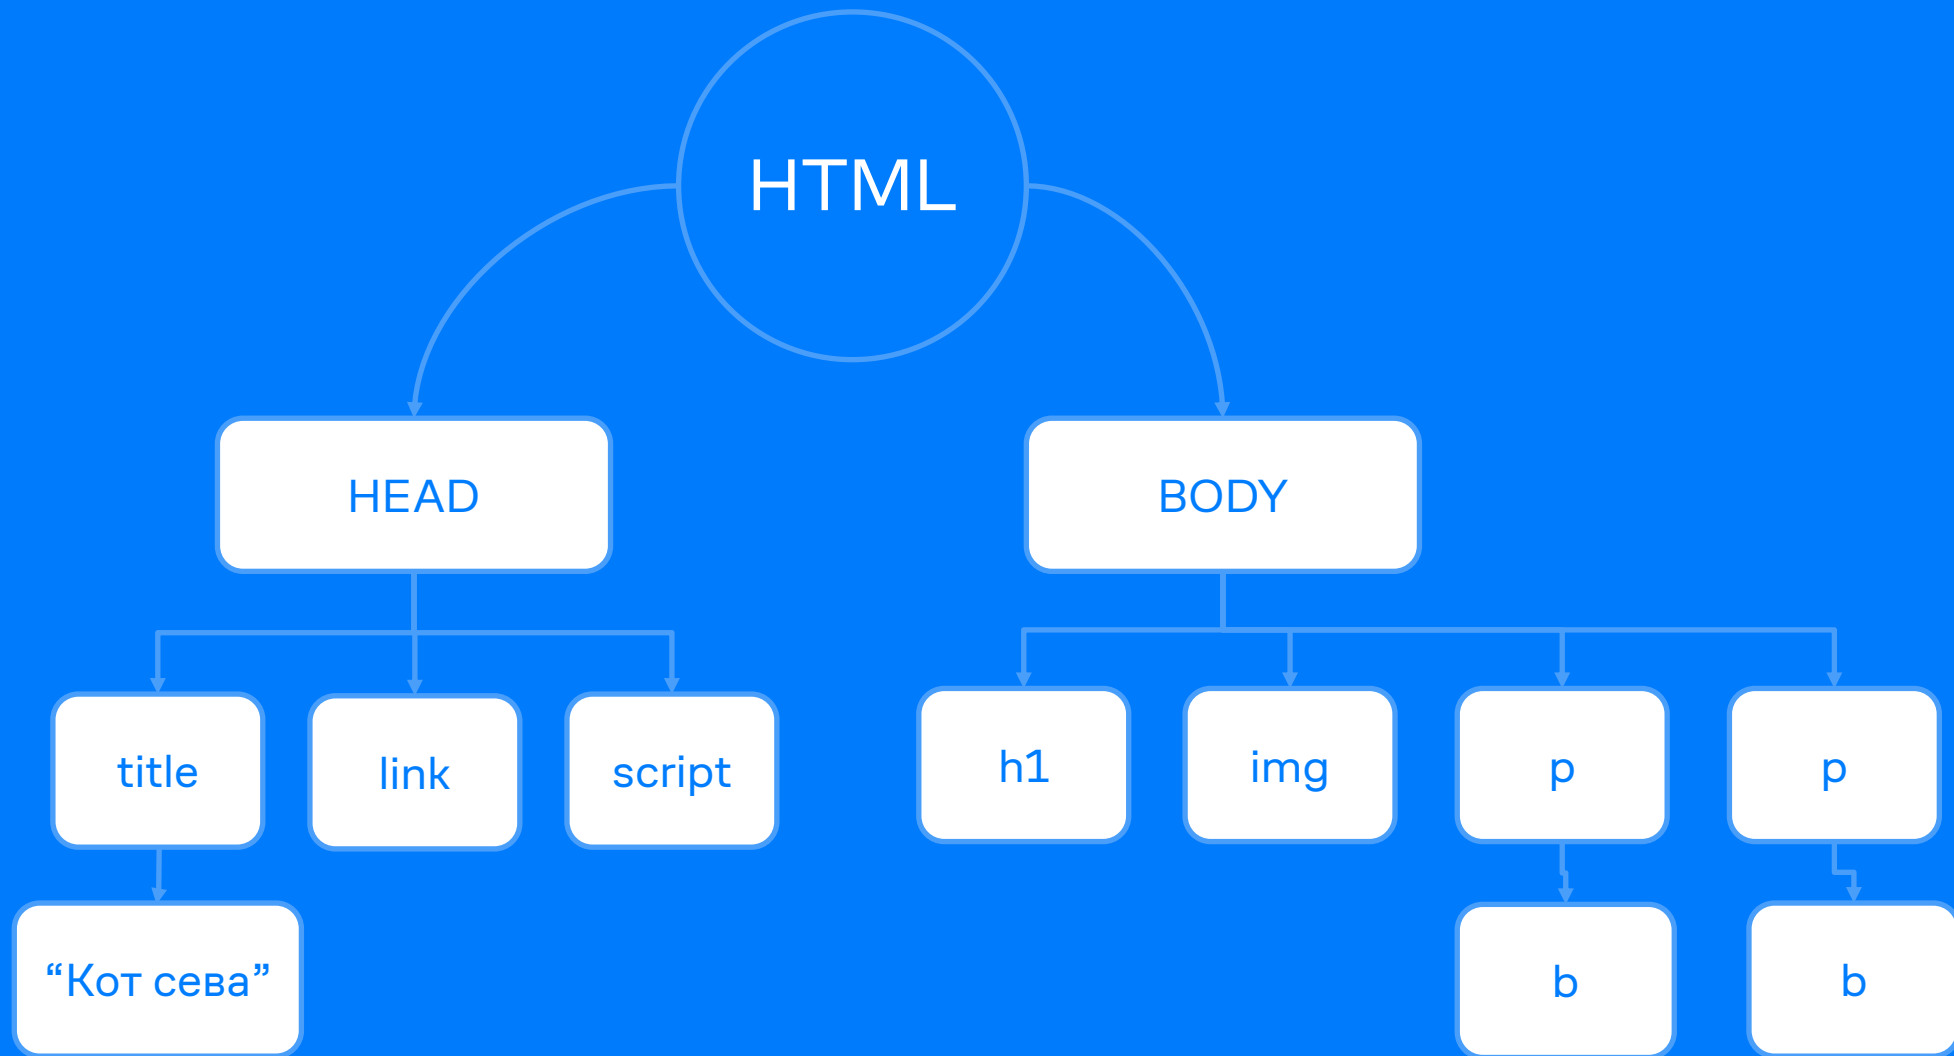 HTML
HEAD
BODY
title
link
script
h1
img
p
p
“Кот сева”
b
b